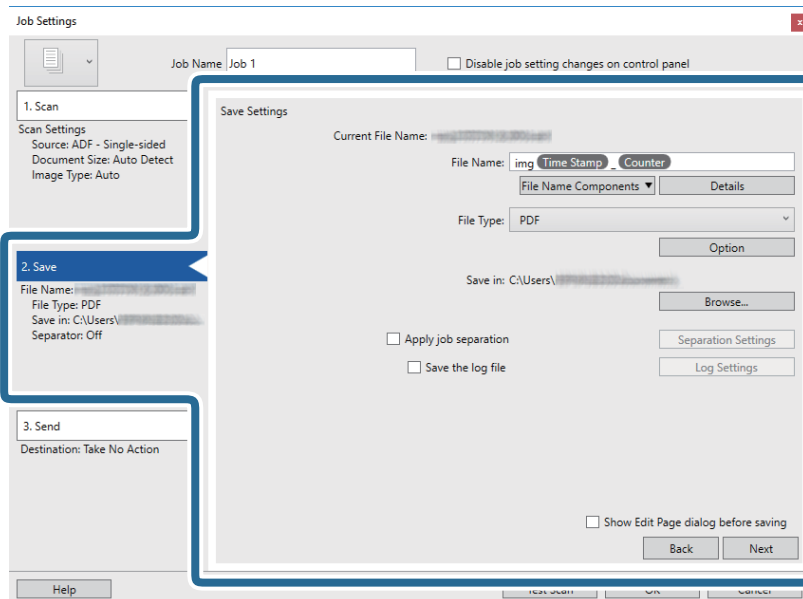 Job Settings
x
Job Name Job 1
Disable job setting changes on control panel
1. Scan
Scan Settings
Source: ADF - Single-sided
Document Size: Auto Detect
Image Type: Auto
2. Save
File Name:
File Type: PDF
Save in: C:\Users\
Separator: Off
3. Send
Destination: Take No Action
Save Settings
Current File Name:
File Name: img Time Stamp _ Counter
File Name Components ▼ Details
File Type: PDF
Option
Save in: C:\Users\
Browse...
Apply job separation Separation Settings
Save the log file Log Settings
Show Edit Page dialog before saving
Back Next
Help Test Scan OK Cancel